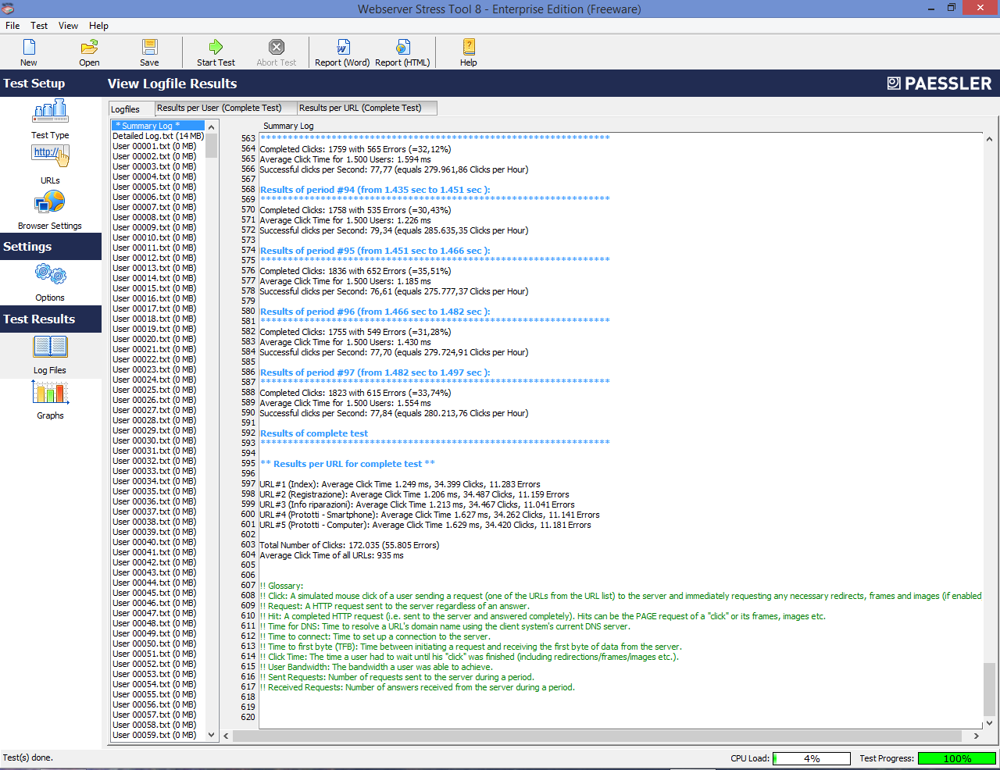 Webserver Stress Tool 8 - Enterprise Edition (Freeware)
File Test View Help
New Open Save Start Test Abort Test Report (Word) Report (HTML) Help
Test Setup
View Logfile Results
PAESSLER
Test Type
http://
URLs
Browser Settings
Settings
Options
Test Results
Log Files
Graphs
Logfiles
Results per User (Complete Test)
Results per URL (Complete Test)
* Summary Log *
Detailed Log.txt (14 MB)
User 00001.txt (0 MB)
User 00002.txt (0 MB)
User 00003.txt (0 MB)
User 00004.txt (0 MB)
User 00005.txt (0 MB)
User 00006.txt (0 MB)
User 00007.txt (0 MB)
User 00008.txt (0 MB)
User 00009.txt (0 MB)
User 00010.txt (0 MB)
User 00011.txt (0 MB)
User 00012.txt (0 MB)
User 00013.txt (0 MB)
User 00014.txt (0 MB)
User 00015.txt (0 MB)
User 00016.txt (0 MB)
User 00017.txt (0 MB)
User 00018.txt (0 MB)
User 00019.txt (0 MB)
User 00020.txt (0 MB)
User 00021.txt (0 MB)
User 00022.txt (0 MB)
User 00023.txt (0 MB)
User 00024.txt (0 MB)
User 00025.txt (0 MB)
User 00026.txt (0 MB)
User 00027.txt (0 MB)
User 00028.txt (0 MB)
User 00029.txt (0 MB)
User 00030.txt (0 MB)
User 00031.txt (0 MB)
User 00032.txt (0 MB)
User 00033.txt (0 MB)
User 00034.txt (0 MB)
User 00035.txt (0 MB)
User 00036.txt (0 MB)
User 00037.txt (0 MB)
User 00038.txt (0 MB)
User 00039.txt (0 MB)
User 00040.txt (0 MB)
User 00041.txt (0 MB)
User 00042.txt (0 MB)
User 00043.txt (0 MB)
User 00044.txt (0 MB)
User 00045.txt (0 MB)
User 00046.txt (0 MB)
User 00047.txt (0 MB)
User 00048.txt (0 MB)
User 00049.txt (0 MB)
User 00050.txt (0 MB)
User 00051.txt (0 MB)
User 00052.txt (0 MB)
User 00053.txt (0 MB)
User 00054.txt (0 MB)
User 00055.txt (0 MB)
User 00056.txt (0 MB)
User 00057.txt (0 MB)
User 00058.txt (0 MB)
User 00059.txt (0 MB)
Summary Log
563 ****************************************************************
564 Completed Clicks: 1759 with 565 Errors (=32,12%)
565 Average Click Time for 1.500 Users: 1.594 ms
566 Successful clicks per Second: 77,77 (equals 279.961,86 Clicks per Hour)
567
568 Results of period #94 (from 1.435 sec to 1.451 sec ):
569 ****************************************************************
570 Completed Clicks: 1758 with 535 Errors (=30,43%)
571 Average Click Time for 1.500 Users: 1.226 ms
572 Successful clicks per Second: 79,34 (equals 285.635,35 Clicks per Hour)
573
574 Results of period #95 (from 1.451 sec to 1.466 sec ):
575 ****************************************************************
576 Completed Clicks: 1836 with 652 Errors (=35,51%)
577 Average Click Time for 1.500 Users: 1.185 ms
578 Successful clicks per Second: 76,61 (equals 275.777,37 Clicks per Hour)
579
580 Results of period #96 (from 1.466 sec to 1.482 sec ):
581 ****************************************************************
582 Completed Clicks: 1755 with 549 Errors (=31,28%)
583 Average Click Time for 1.500 Users: 1.430 ms
584 Successful clicks per Second: 77,70 (equals 279.724,91 Clicks per Hour)
585
586 Results of period #97 (from 1.482 sec to 1.497 sec ):
587 ****************************************************************
588 Completed Clicks: 1823 with 615 Errors (=33,74%)
589 Average Click Time for 1.500 Users: 1.554 ms
590 Successful clicks per Second: 77,84 (equals 280.213,76 Clicks per Hour)
591
592 Results of complete test
593 ****************************************************************
594
595 ** Results per URL for complete test **
596
597 URL#1 (Index): Average Click Time 1.249 ms, 34.399 Clicks, 11.283 Errors
598 URL#2 (Registrazione): Average Click Time 1.206 ms, 34.487 Clicks, 11.159 Errors
599 URL#3 (Info riparazioni): Average Click Time 1.213 ms, 34.467 Clicks, 11.041 Errors
600 URL#4 (Prototti - Smartphone): Average Click Time 1.627 ms, 34.262 Clicks, 11.141 Errors
601 URL#5 (Prototti - Computer): Average Click Time 1.629 ms, 34.420 Clicks, 11.181 Errors
602
603 Total Number of Clicks: 172.035 (55.805 Errors)
604 Average Click Time of all URLs: 935 ms
605
606
607 !! Glossary:
608 !! Click: A simulated mouse click of a user sending a request (one of the URLs from the URL list) to the server and immediately requesting any necessary redirects, frames and images (if enabled
609 !! Request: A HTTP request sent to the server regardless of an answer.
610 !! Hit: A completed HTTP request (i.e. sent to the server and answered completely). Hits can be the PAGE request of a "click" or its frames, images etc.
611 !! Time for DNS: Time to resolve a URL's domain name using the client system's current DNS server.
612 !! Time to connect: Time to set up a connection to the server.
613 !! Time to first byte (TFB): Time between initiating a request and receiving the first byte of data from the server.
614 !! Click Time: The time a user had to wait until his "click" was finished (including redirections/frames/images etc.).
615 !! User Bandwidth: The bandwidth a user was able to achieve.
616 !! Sent Requests: Number of requests sent to the server during a period.
617 !! Received Requests: Number of answers received from the server during a period.
618
619
620
Test(s) done.
CPU Load: 4% Test Progress: 100%